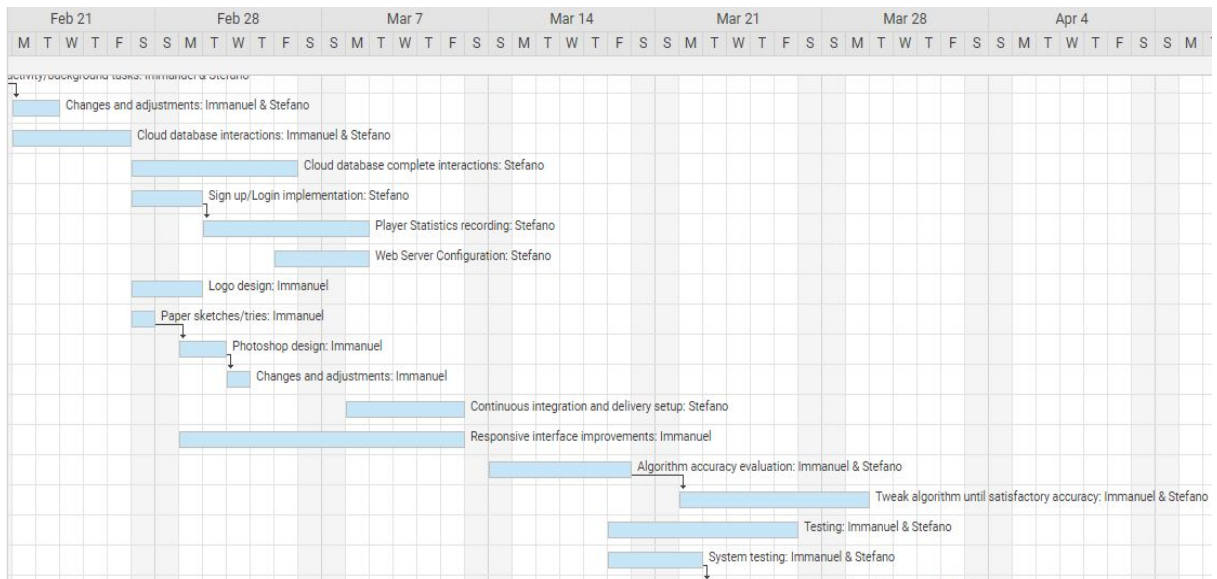 Feb 21 Feb 28 Mar 7 Mar 14 Mar 21 Mar 28 Apr 4
M T W T F S S M T W T F S S M T W T F S S M T W T F S S M T W T F S S M T W T F S S M T W T F S S M
tasks: Immanuel & Stefano
Changes and adjustments: Immanuel & Stefano
Cloud database interactions: Immanuel & Stefano
Cloud database complete interactions: Stefano
Sign up/Login implementation: Stefano
Player Statistics recording: Stefano
Web Server Configuration: Stefano
Logo design: Immanuel
Paper sketches/tries: Immanuel
Photoshop design: Immanuel
Changes and adjustments: Immanuel
Continuous integration and delivery setup: Stefano
Responsive interface improvements: Immanuel
Algorithm accuracy evaluation: Immanuel & Stefano
Tweak algorithm until satisfactory accuracy: Immanuel & Stefano
Testing: Immanuel & Stefano
System testing: Immanuel & Stefano